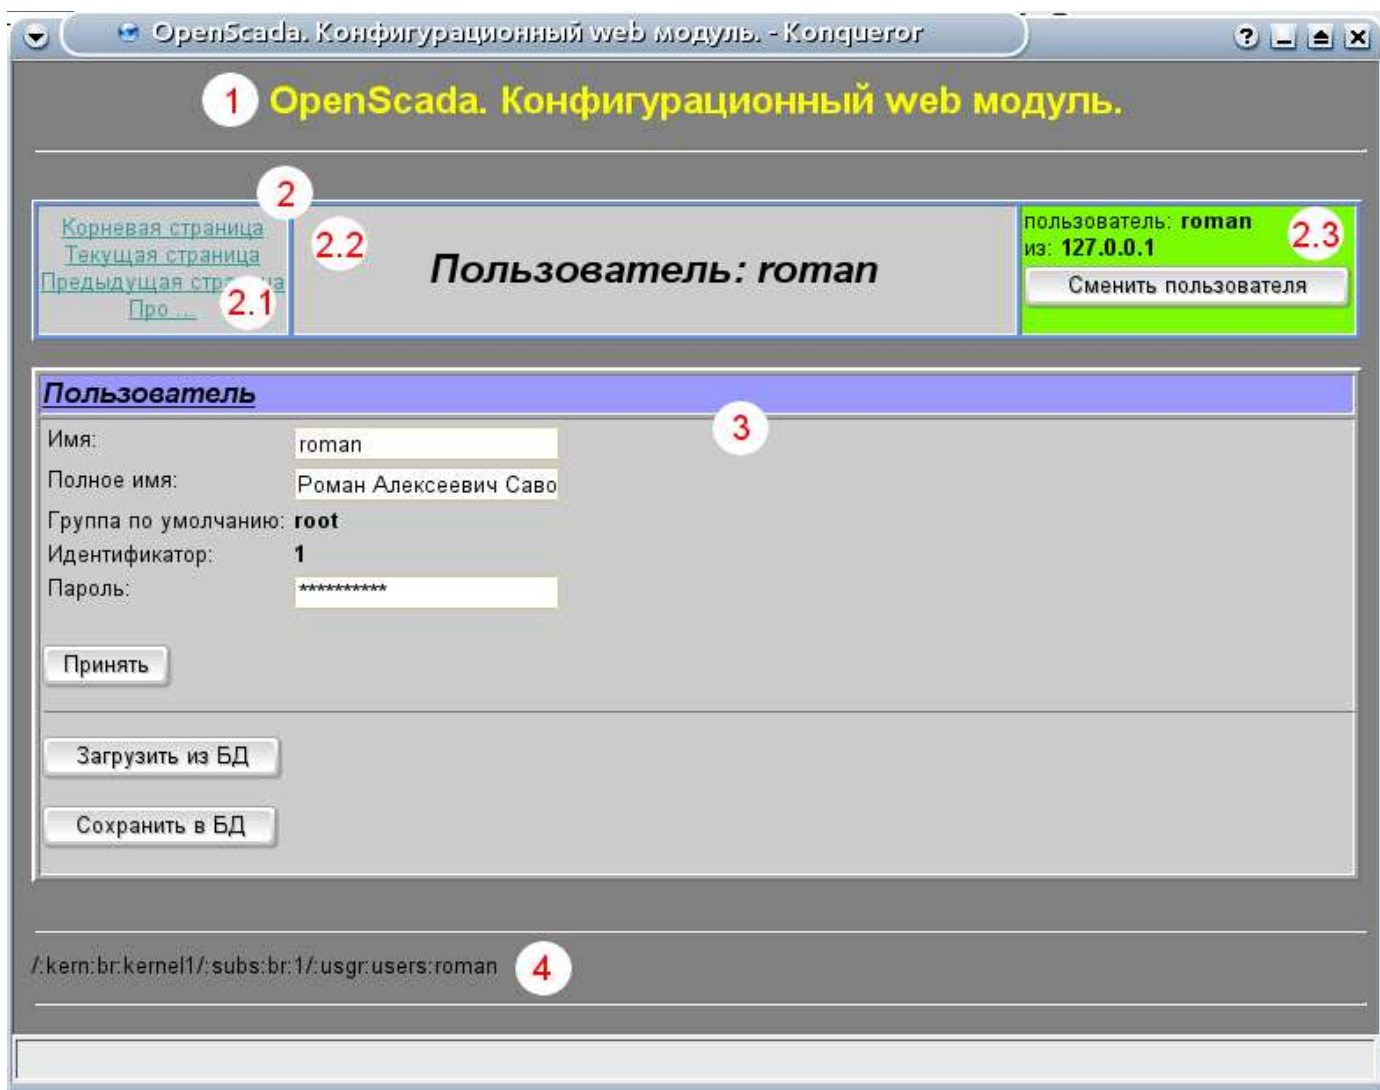 OpenScada. Конфигурационный web модуль. - Konqueror
1 OpenScada. Конфигурационный web модуль.
2
Корневая страница
Текущая страница
Предыдущая страница
Про ...
2.1
2.2
Пользователь: roman
пользователь: roman
из: 127.0.0.1
2.3
Сменить пользователя
Пользователь
3
Имя: roman
Полное имя: Роман Алексеевич Саво
Группа по умолчанию: root
Идентификатор: 1
Пароль: **********
Принять
Загрузить из БД
Сохранить в БД
/:kern:br:kernel1/:subs:br:1/:usgr:users:roman 4